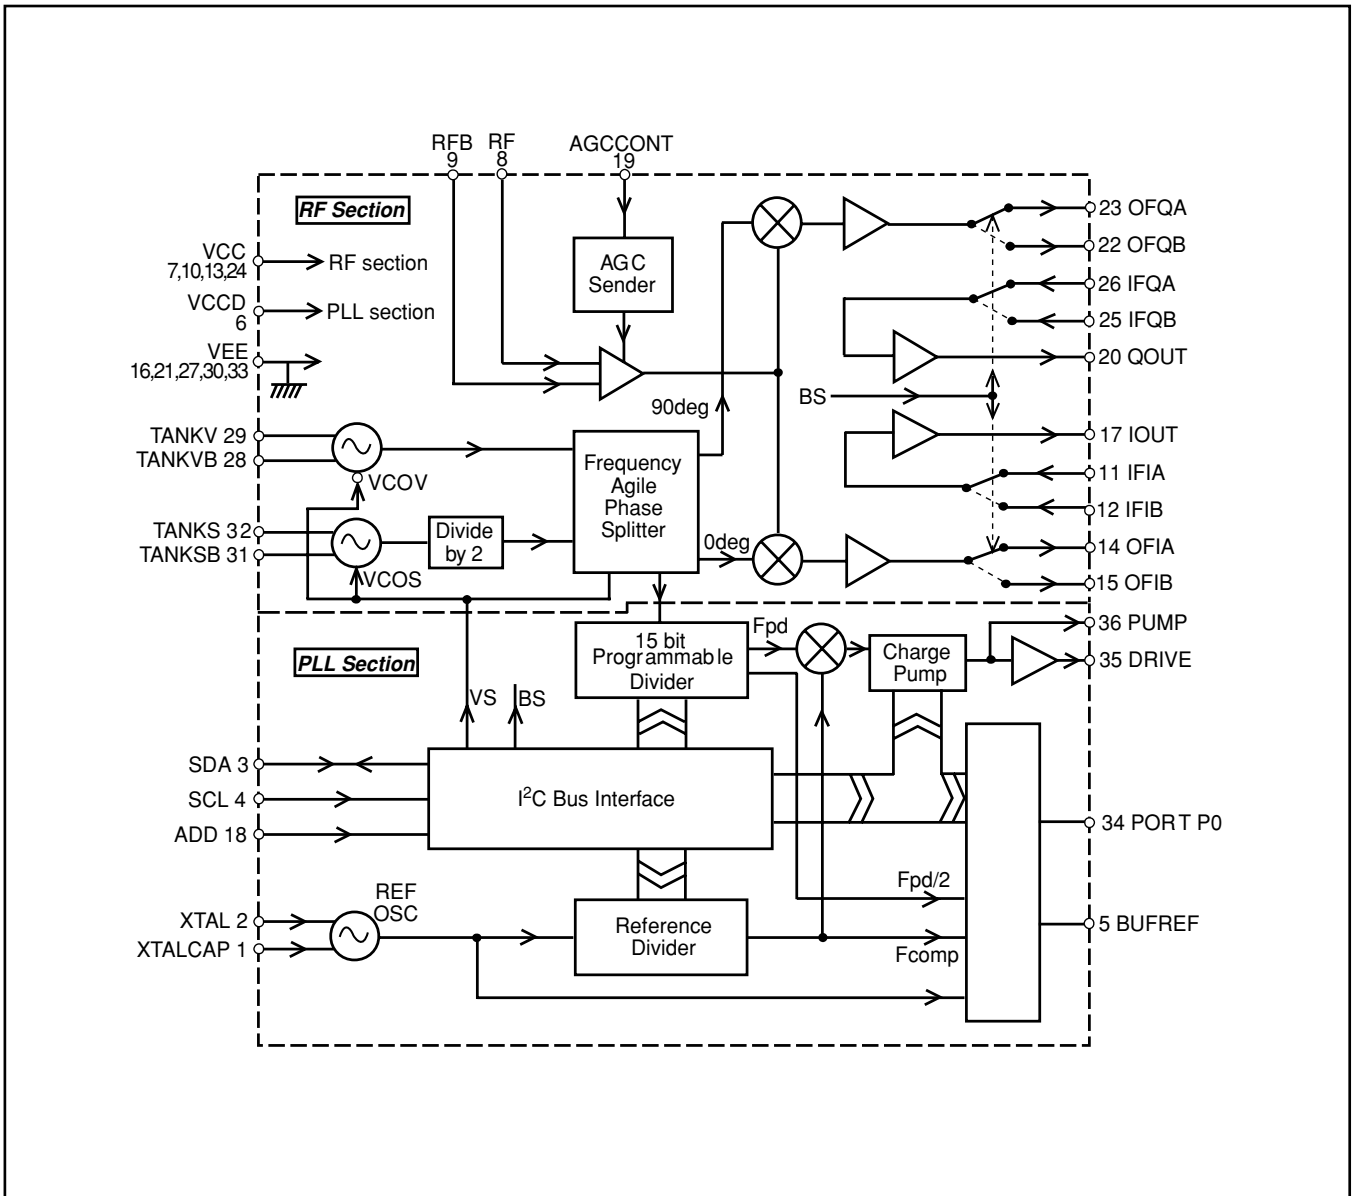 RFB
9
RF
8
AGCCONT
19
RF Section
VCC
7,10,13,24
RF section
VCCD
6
PLL section
VEE
16,21,27,30,33
AGC
Sender
23 OFQA
22 OFQB
26 IFQA
25 IFQB
20 QOUT
BS
90deg
17 IOUT
11 IFIA
12 IFIB
14 OFIA
15 OFIB
TANKV 29
TANKVB 28
VCOV
TANKS 32
TANKSB 31
VCOS
Divide
by 2
Frequency
Agile
Phase
Splitter
0deg
PLL Section
15 bit
Programmable
Divider
Fpd
Charge
Pump
36 PUMP
35 DRIVE
VS
BS
SDA 3
SCL 4
ADD 18
I²C Bus Interface
34 PORT P0
5 BUFREF
XTAL 2
XTALCAP 1
REF
OSC
Reference
Divider
Fpd/2
Fcomp